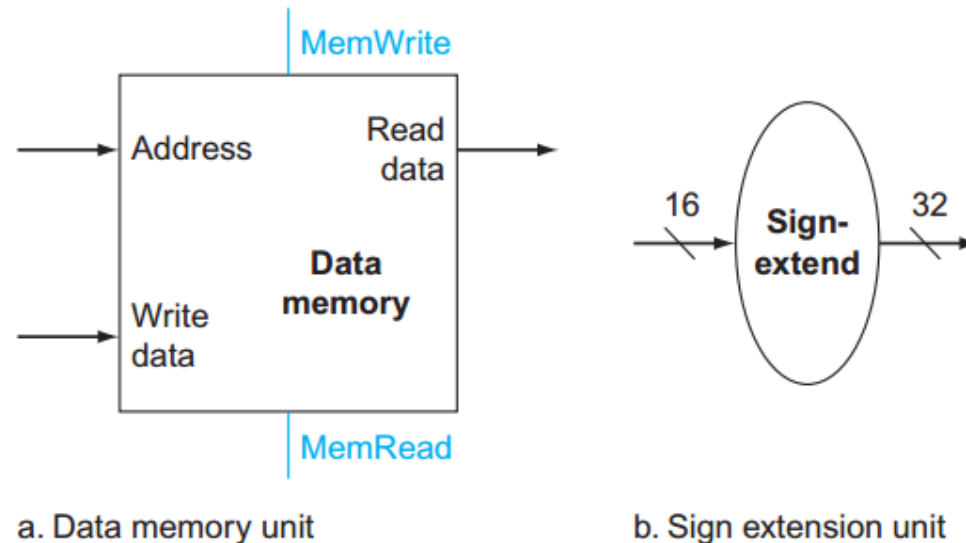 MemWrite
Address
Read
data
Data
memory
Write
data
MemRead
16
Sign-
extend
32
a. Data memory unit
b. Sign extension unit